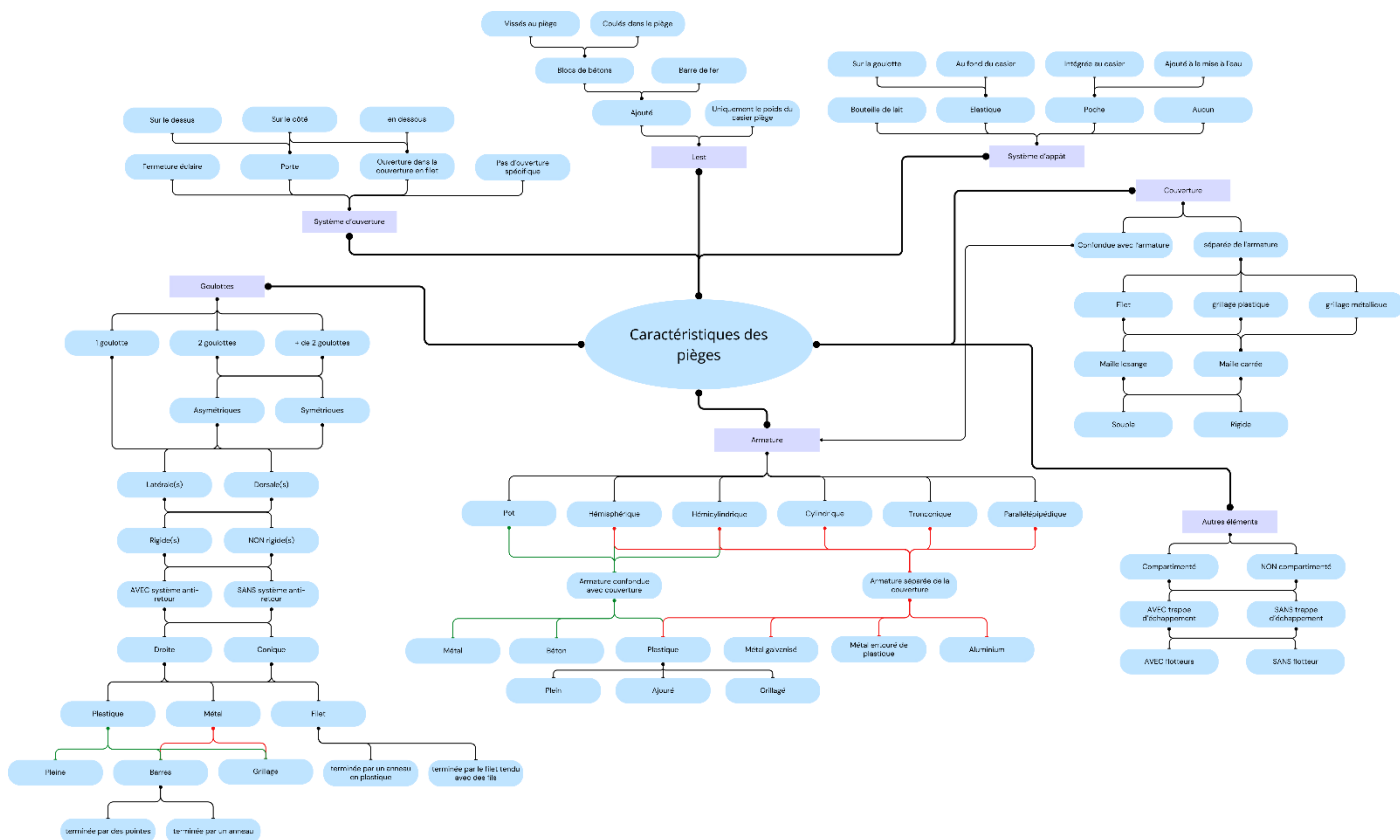 Vissés au piège
Coulés dans le piège
Blocs de bétons
Barre de fer
Ajouté
Uniquement le poids du
casier piège
Lest
Sur la goulotte
Au fond du casier
Intégrée au casier
Ajouté à la mise à l'eau
Bouteille de lait
Elastique
Poche
Aucun
Système d'appât
Sur le dessus
Sur le côté
en dessous
Fermeture éclaire
Porte
Ouverture dans la
couverture en filet
Pas d'ouverture
spécifique
Système d'ouverture
Couverture
Confondue avec l'armature
séparée de l'armature
Filet
grillage plastique
grillage métallique
Maille losange
Maille carrée
Souple
Rigide
Goulottes
1 goulotte
2 goulottes
+ de 2 goulottes
Asymétriques
Symétriques
Latérale(s)
Dorsale(s)
Rigide(s)
NON rigide(s)
AVEC système anti-
retour
SANS système anti-
retour
Droite
Conique
Plastique
Métal
Filet
Pleine
Barres
Grillage
terminée par un anneau
en plastique
terminée par le filet tendu
avec des fils
terminée par des pointes
terminée par un anneau
Caractéristiques des
pièges
Armature
Pot
Hémisphérique
Hémicylindrique
Cylindrique
Tronconique
Parallélépipédique
Armature confondue
avec couverture
Armature séparée de la
couverture
Métal
Béton
Plastique
Métal galvanisé
Métal entouré de
plastique
Aluminium
Plein
Ajouré
Grillagé
Autres éléments
Compartimenté
NON compartimenté
AVEC trappe
d'échappement
SANS trappe
d'échappement
AVEC flotteurs
SANS flotteur